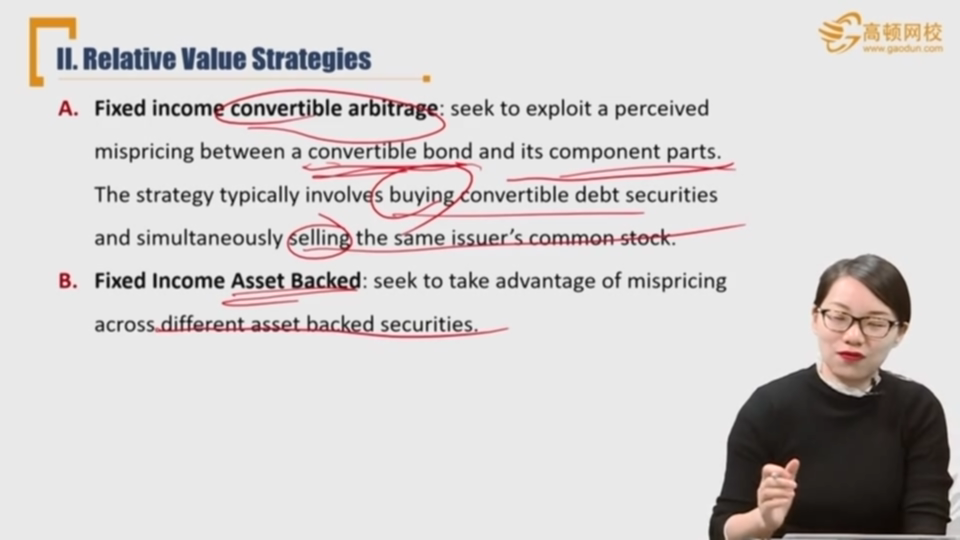 II. Relative Value Strategies
高顿网校
www.gaodun.com
A. Fixed income convertible arbitrage: seek to exploit a perceived
mispricing between a convertible bond and its component parts.
The strategy typically involves buying convertible debt securities
and simultaneously selling the same issuer's common stock.
B. Fixed Income Asset Backed: seek to take advantage of mispricing
across different asset backed securities.